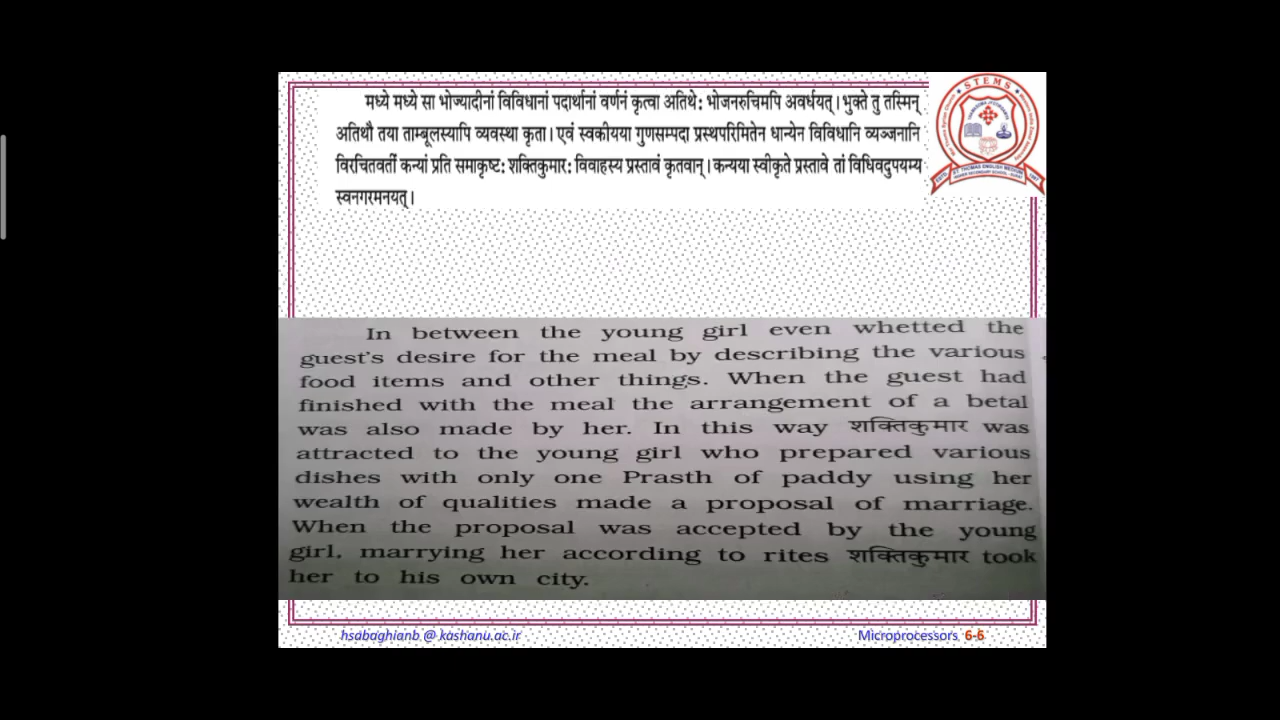 मध्ये मध्ये सा भोज्यादीनां विविधानां पदार्थानां वर्णनं कृत्वा अतिथे: भोजनरुचिमपि अवर्धयत्। भुक्ते तु तस्मिन्
अतिथौ तया ताम्बूलस्यापि व्यवस्था कृता। एवं स्वकीयया गुणसम्पदा प्रस्थपरिमितेन धान्येन विविधानि व्यञ्जनानि
विरचितवतीं कन्यां प्रति समाकृष्ट: शक्तिकुमार: विवाहस्य प्रस्तावं कृतवान्। कन्यया स्वीकृते प्रस्तावे तां विधिवदुपयम्य
स्वनगरमनयत्।
STEMS
In between the young girl even whetted the
guest's desire for the meal by describing the various
food items and other things. When the guest had
finished with the meal the arrangement of a betal
was also made by her. In this way शक्तिकुमार was
attracted to the young girl who prepared various
dishes with only one Prasth of paddy using her
wealth of qualities made a proposal of marriage.
When the proposal was accepted by the young
girl, marrying her according to rites शक्तिकुमार took
her to his own city.
hsabaghianb @ kashanu.ac.ir
Microprocessors 6-6